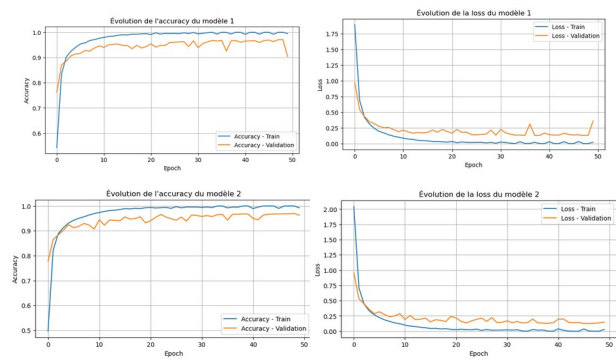 Évolution de l'accuracy du modèle 1
1.0
0.9
0.8
0.7
0.6
Accuracy
Accuracy - Train
Accuracy - Validation
0 10 20 30 40 50
Epoch
Évolution de la loss du modèle 1
1.75
1.50
1.25
1.00
0.75
0.50
0.25
0.00
Loss
Loss - Train
Loss - Validation
0 10 20 30 40 50
Epoch
Évolution de l'accuracy du modèle 2
1.0
0.9
0.8
0.7
0.6
0.5
Accuracy
Accuracy - Train
Accuracy - Validation
0 10 20 30 40 50
Epoch
Évolution de la loss du modèle 2
2.00
1.75
1.50
1.25
1.00
0.75
0.50
0.25
0.00
Loss
Loss - Train
Loss - Validation
0 10 20 30 40 50
Epoch